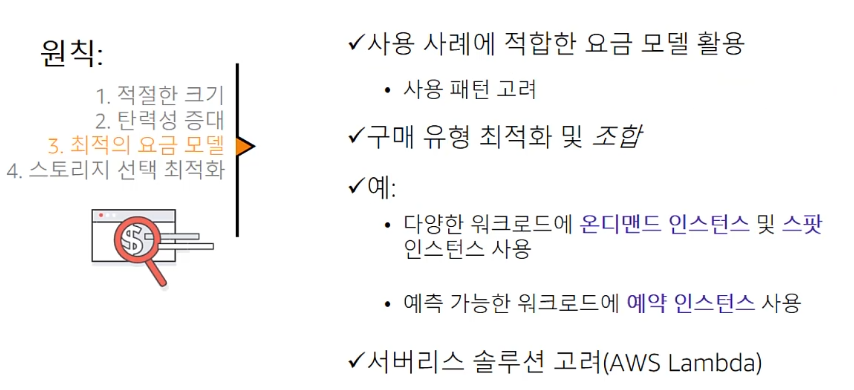 원칙:
1. 적절한 크기
2. 탄력성 증대
3. 최적의 요금 모델
4. 스토리지 선택 최적화
$
✓사용 사례에 적합한 요금 모델 활용
• 사용 패턴 고려
✓구매 유형 최적화 및 조합
✓예:
• 다양한 워크로드에 온디맨드 인스턴스 및 스팟
인스턴스 사용
• 예측 가능한 워크로드에 예약 인스턴스 사용
✓서버리스 솔루션 고려(AWS Lambda)